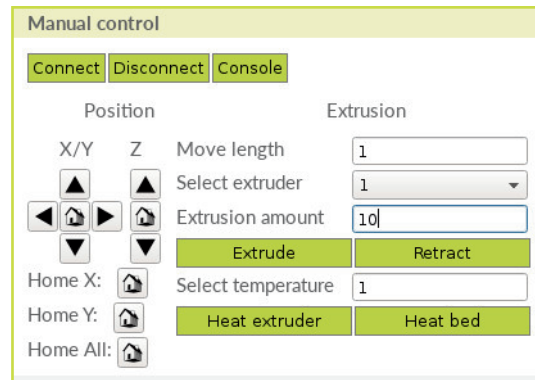 Manual control
Connect Disconnect Console
Position Extrusion
X/Y Z Move length 1
Select extruder 1
Extrusion amount 10
Extrude Retract
Home X: Select temperature 1
Home Y: Heat extruder Heat bed
Home All: